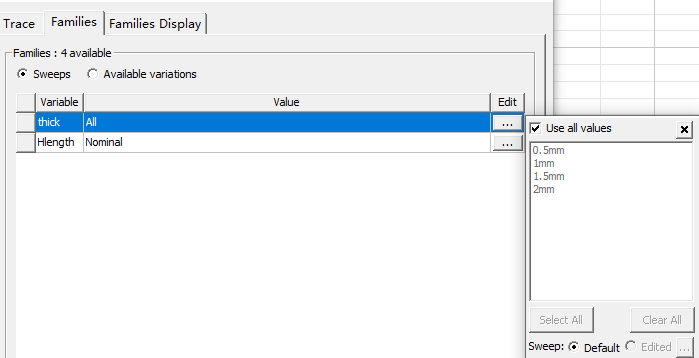 Trace Families Families Display
Families : 4 available
Sweeps Available variations
Variable Value Edit
thick All ...
Hlength Nominal ...
Use all values
0.5mm
1mm
1.5mm
2mm
Select All Clear All
Sweep: Default Edited ...